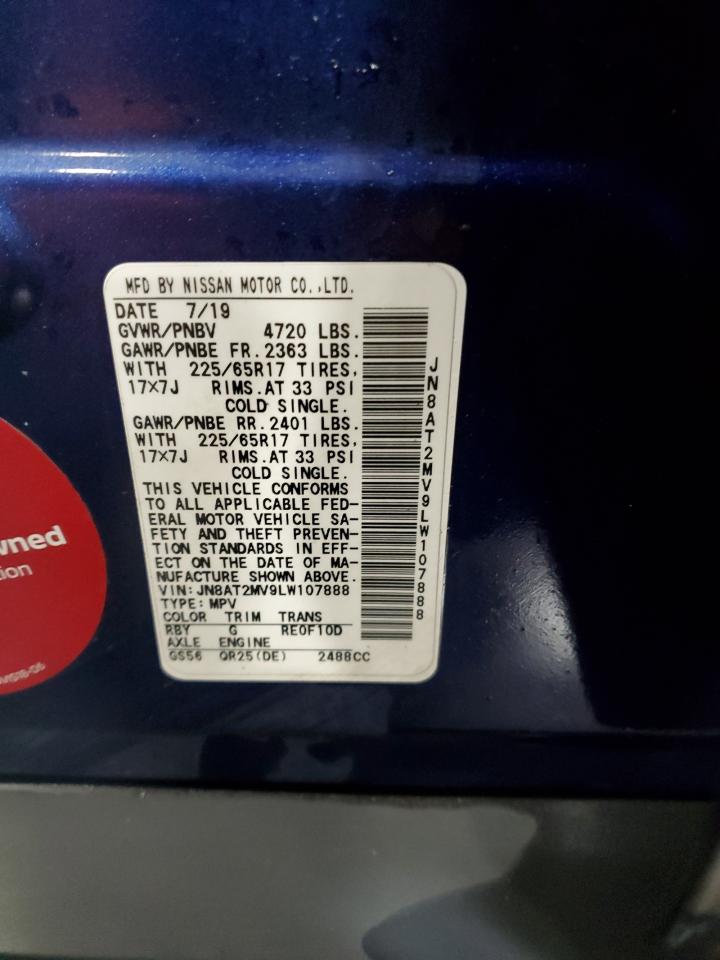 MFD BY NISSAN MOTOR CO.,LTD.
DATE 7/19
GVWR/PNBV 4720 LBS.
GAWR/PNBE FR.2363 LBS.
WITH 225/65R17 TIRES,
17X7J RIMS.AT 33 PSI
COLD SINGLE.
GAWR/PNBE RR.2401 LBS.
WITH 225/65R17 TIRES,
17X7J RIMS.AT 33 PSI
COLD SINGLE.
THIS VEHICLE CONFORMS
TO ALL APPLICABLE FED-
ERAL MOTOR VEHICLE SA-
FETY AND THEFT PREVEN-
TION STANDARDS IN EFF-
ECT ON THE DATE OF MA-
NUFACTURE SHOWN ABOVE.
VIN:JN8AT2MV9LW107888
TYPE:MPV
COLOR TRIM TRANS
RBY G RE0F10D
AXLE ENGINE
GS56 QR25(DE) 2488CC
JN8AT2MV9LW107888
wned
tion